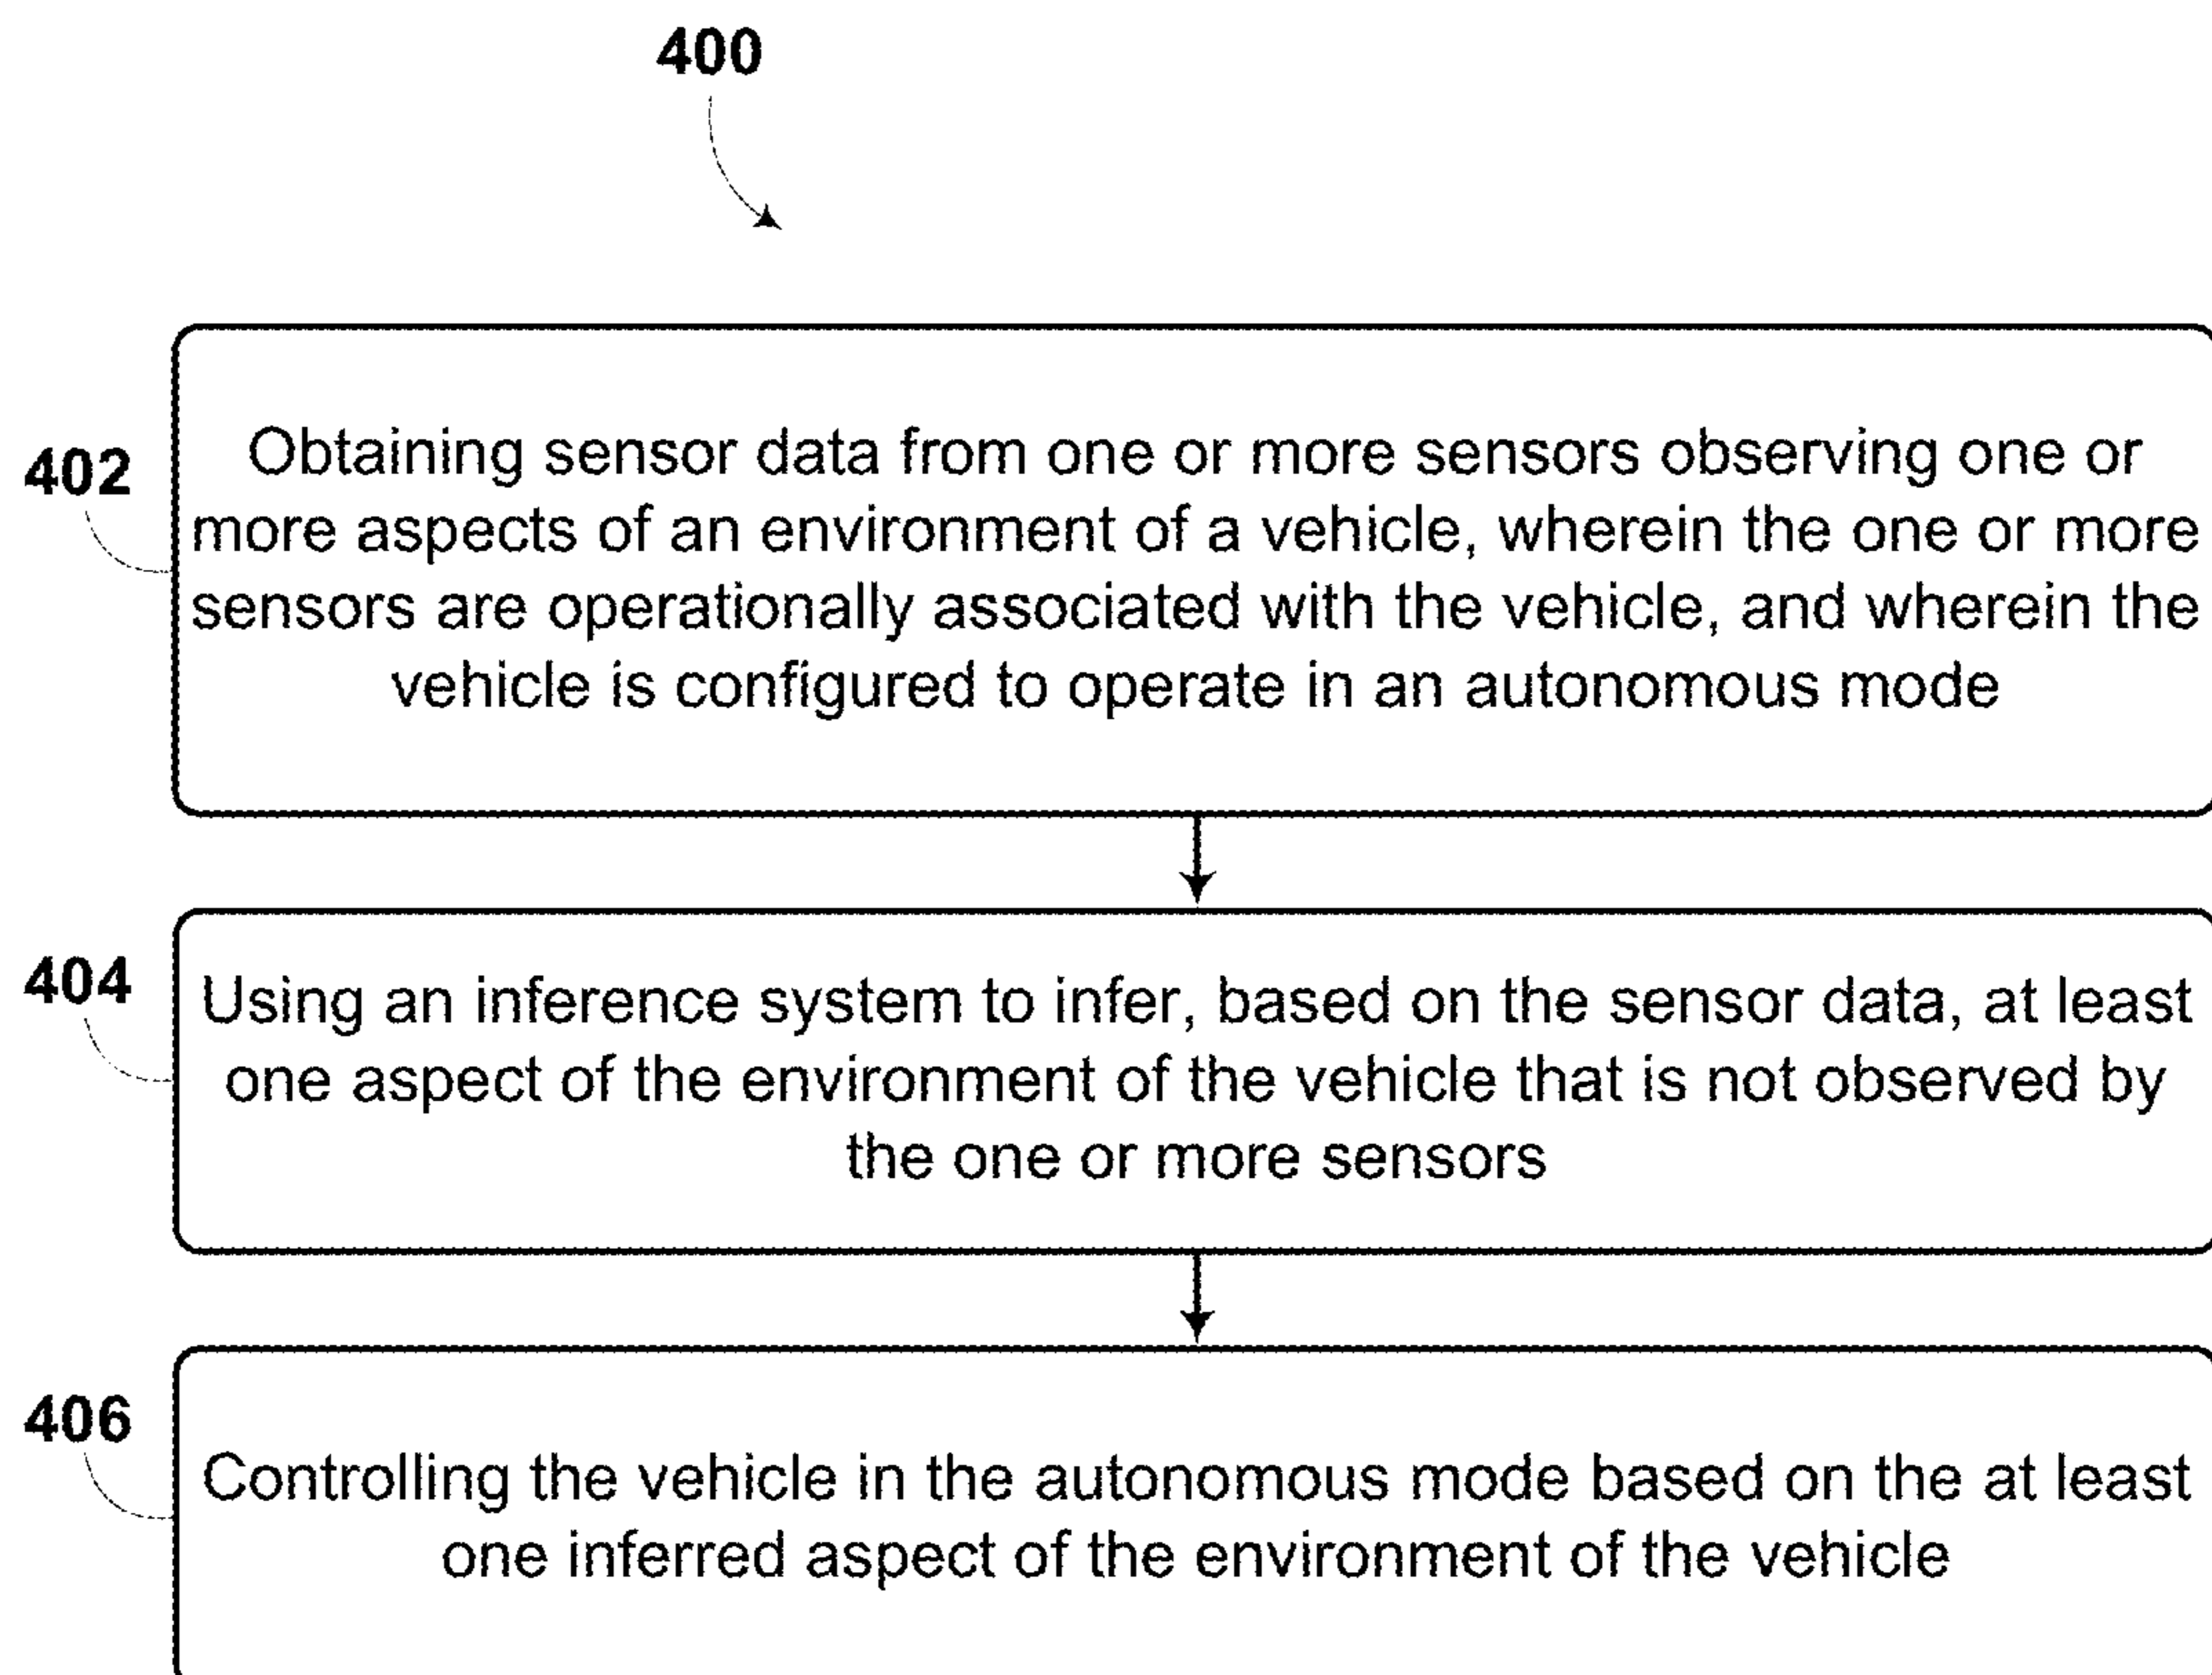 400
402
Obtaining sensor data from one or more sensors observing one or
more aspects of an environment of a vehicle, wherein the one or more
sensors are operationally associated with the vehicle, and wherein the
vehicle is configured to operate in an autonomous mode
404
Using an inference system to infer, based on the sensor data, at least
one aspect of the environment of the vehicle that is not observed by
the one or more sensors
406
Controlling the vehicle in the autonomous mode based on the at least
one inferred aspect of the environment of the vehicle